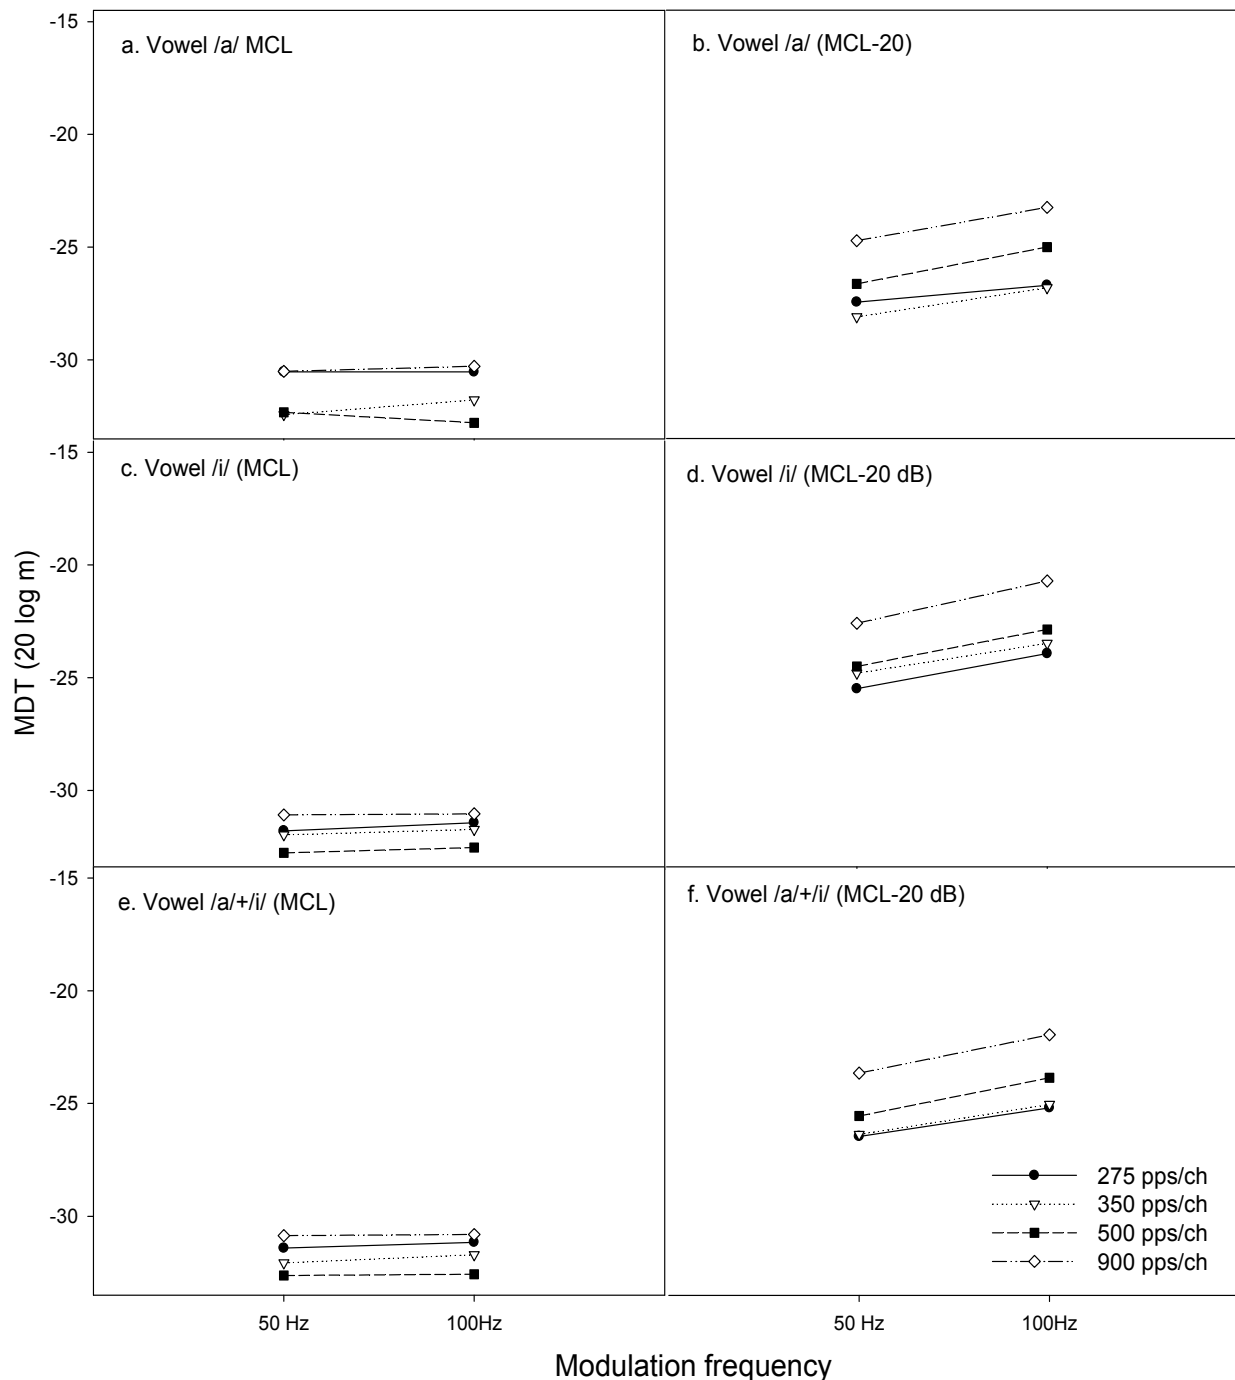 -15
a. Vowel /a/ MCL
b. Vowel /a/ (MCL-20)
-20
-25
-30
-15
c. Vowel /i/ (MCL)
d. Vowel /i/ (MCL-20 dB)
-20
-25
-30
MDT (20 log m)
-15
e. Vowel /a/+/i/ (MCL)
f. Vowel /a/+/i/ (MCL-20 dB)
-20
-25
-30
275 pps/ch
350 pps/ch
500 pps/ch
900 pps/ch
50 Hz
100Hz
50 Hz
100Hz
Modulation frequency